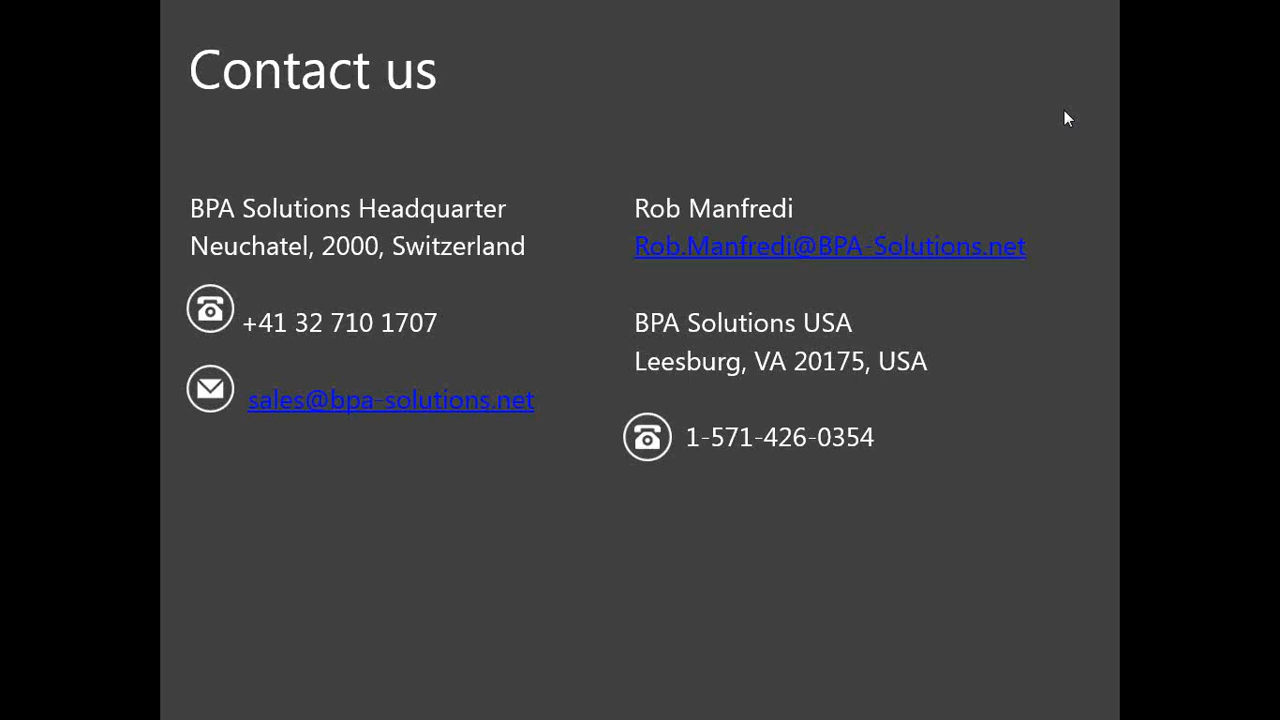 Contact us
BPA Solutions Headquarter
Neuchatel, 2000, Switzerland
+41 32 710 1707
sales@bpa-solutions.net
Rob Manfredi
Rob.Manfredi@BPA-Solutions.net
BPA Solutions USA
Leesburg, VA 20175, USA
1-571-426-0354